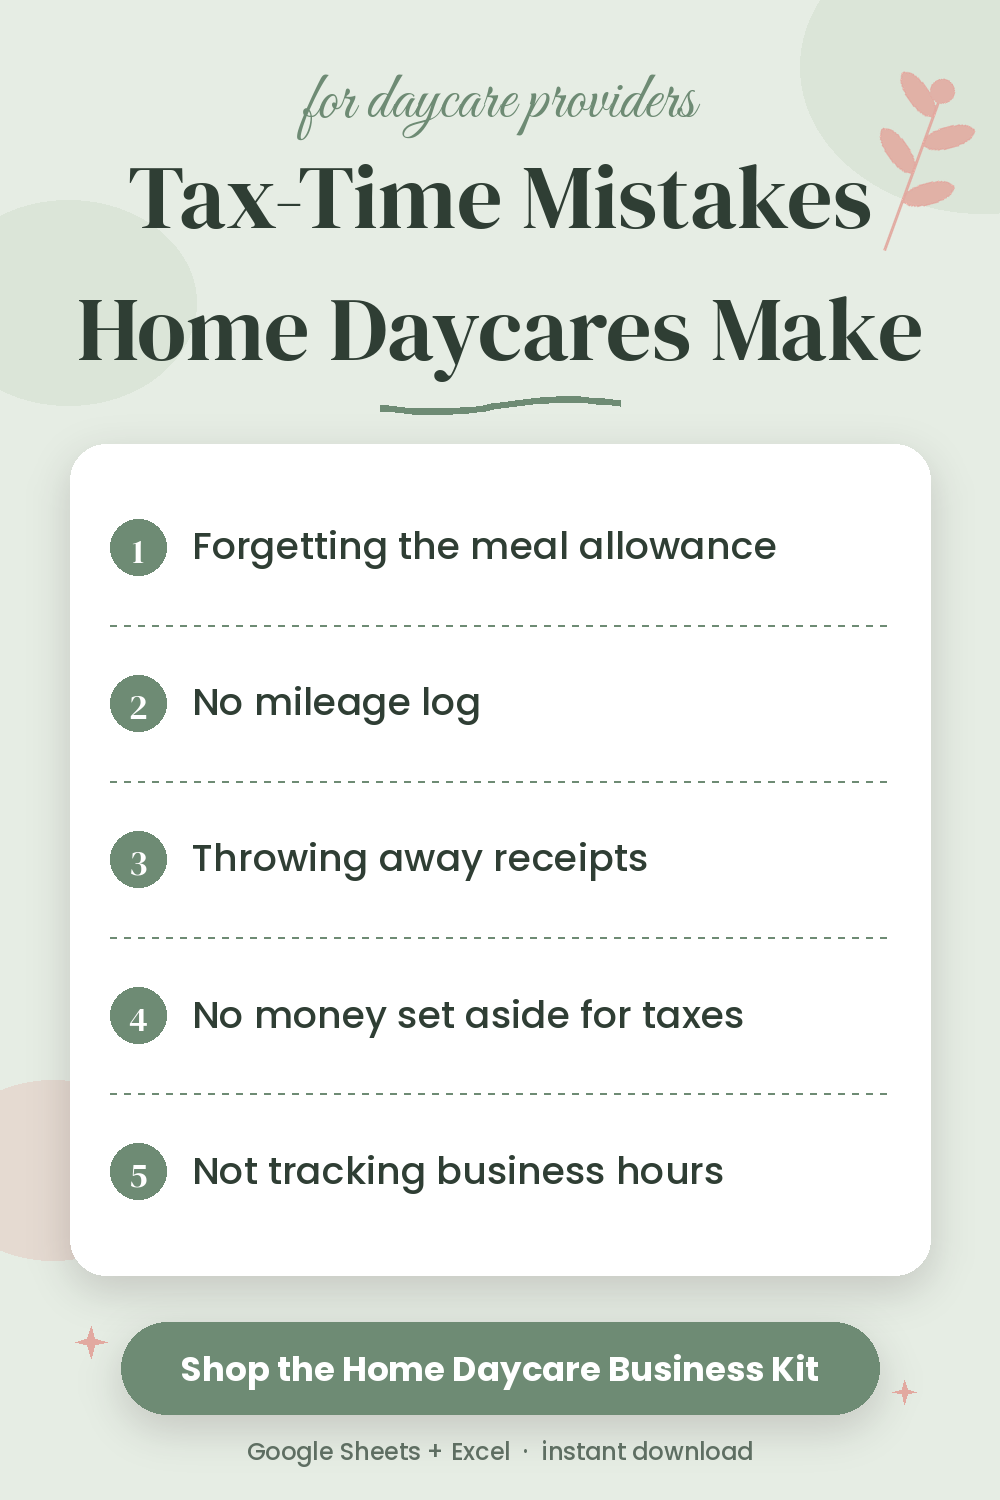 for daycare providers
Tax-Time Mistakes
Home Daycares Make
1 Forgetting the meal allowance
2 No mileage log
3 Throwing away receipts
4 No money set aside for taxes
5 Not tracking business hours
Shop the Home Daycare Business Kit
Google Sheets + Excel · instant download